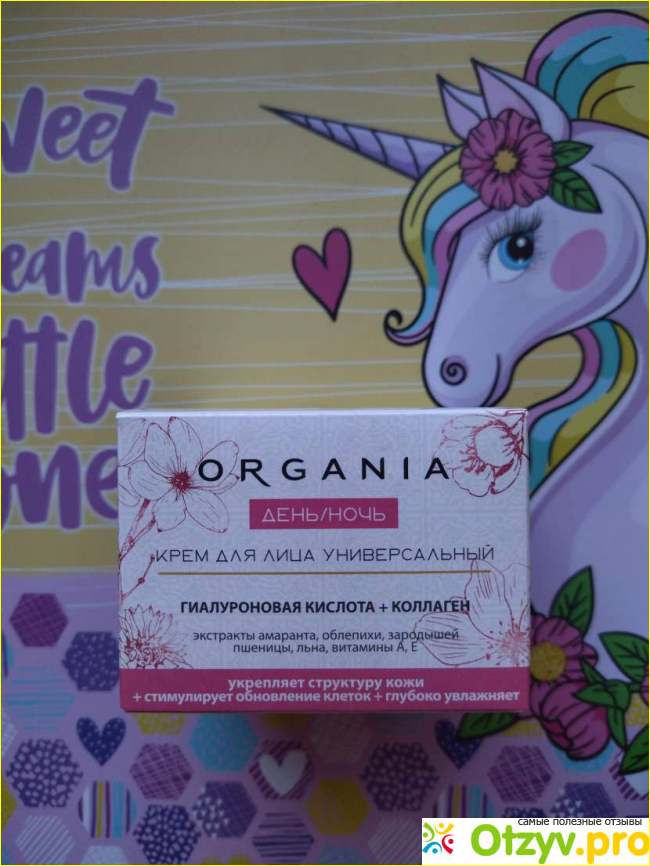 weet
eams
ttle
one
ORGANIA
ДЕНЬ/НОЧЬ
КРЕМ ДЛЯ ЛИЦА УНИВЕРСАЛЬНЫЙ
ГИАЛУРОНОВАЯ КИСЛОТА + КОЛЛАГЕН
экстракты амаранта, облепихи, зародышей
пшеницы, льна, витамины А, Е
укрепляет структуру кожи
+ стимулирует обновление клеток + глубоко увлажняет
самые полезные отзывы
Otzyv.pro